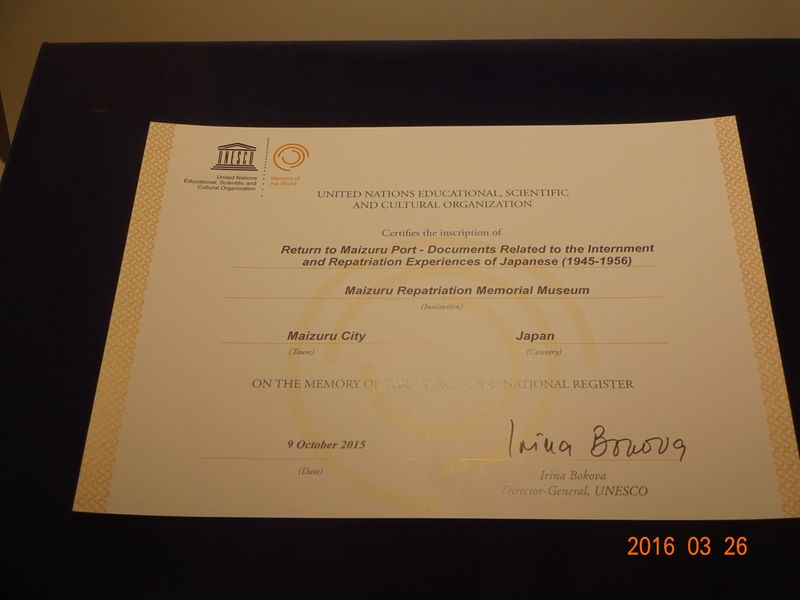 UNESCO
United Nations
Educational, Scientific and
Cultural Organization
Memory of
the World
UNITED NATIONS EDUCATIONAL, SCIENTIFIC
AND CULTURAL ORGANIZATION
Certifies the inscription of
Return to Maizuru Port - Documents Related to the Internment
and Repatriation Experiences of Japanese (1945-1956)
Maizuru Repatriation Memorial Museum
(Institution)
Maizuru City
Japan
(Town)
(Country)
ON THE MEMORY OF THE INTERNATIONAL REGISTER
9 October 2015
Irina Bokova
(Date)
Irina Bokova
Director-General, UNESCO
2016 03 26